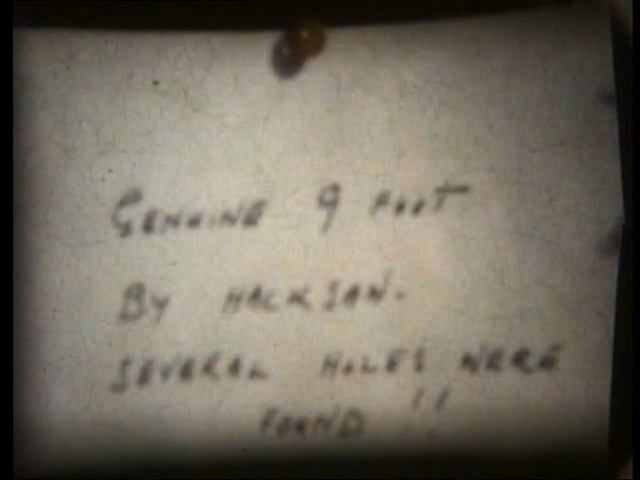 GENUINE 9 FOOT
BY HACKSAW.
SEVERAL HOLES WERE
FOUND !!